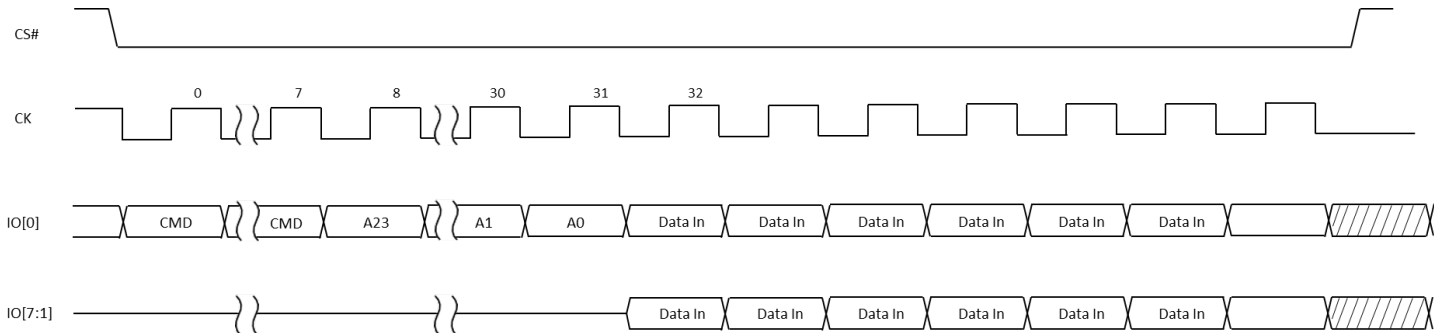 CS#
0 7 8 30 31 32
CK
IO[0] CMD CMD A23 A1 A0 Data In Data In Data In Data In Data In Data In
IO[7:1] Data In Data In Data In Data In Data In Data In